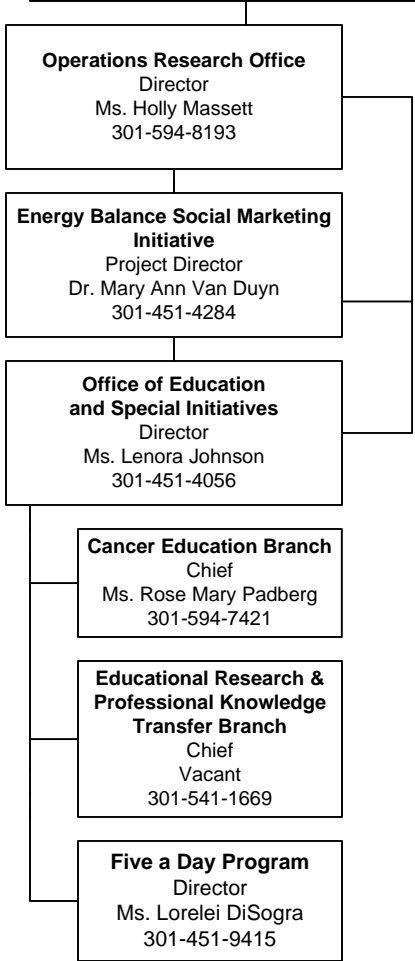 Operations Research Office
Director
Ms. Holly Massett
301-594-8193
Energy Balance Social Marketing
Initiative
Project Director
Dr. Mary Ann Van Duyn
301-451-4284
Office of Education
and Special Initiatives
Director
Ms. Lenora Johnson
301-451-4056
Cancer Education Branch
Chief
Ms. Rose Mary Padberg
301-594-7421
Educational Research &
Professional Knowledge
Transfer Branch
Chief
Vacant
301-541-1669
Five a Day Program
Director
Ms. Lorelei DiSogra
301-451-9415